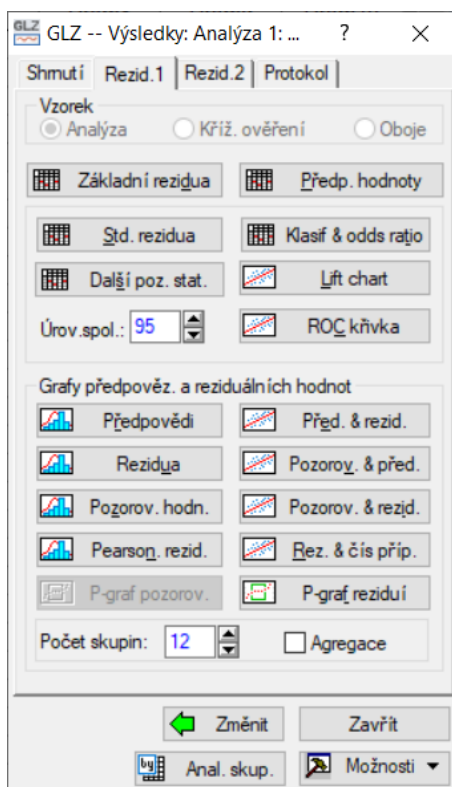 GLZ
GLZ -- Výsledky: Analýza 1: ... ?
Shrnutí Rezid.1 Rezid.2 Protokol
Vzorek
Analýza Kříž. ověření Oboje
Základní rezidua Předp. hodnoty
Std. rezidua Klasif & odds ratio
Další poz. stat. Lift chart
Úrov.spol.: 95 ROC křivka
Grafy předpověz. a reziduálních hodnot
Předpovědi Před. & rezid.
Rezidua Pozorov. & před.
Pozorov. hodn. Pozorov. & rezid.
Pearson. rezid. Rez. & čís příp.
P-graf pozorov. P-graf reziduí
Počet skupin: 12 Agregace
Změnit Zavřít
by Anal. skup. Možnosti